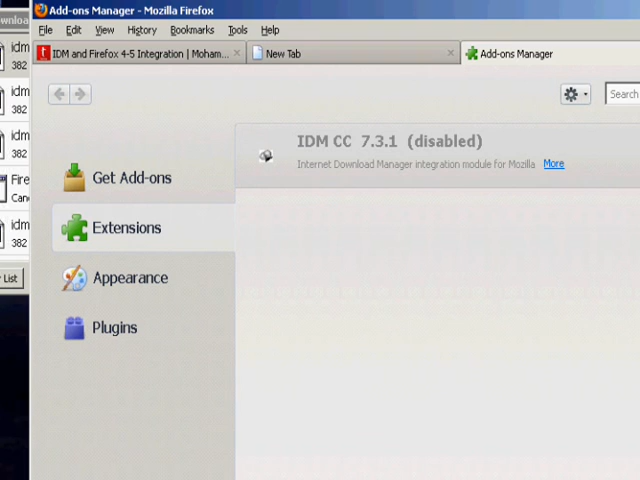 Add-ons Manager - Mozilla Firefox
File Edit View History Bookmarks Tools Help
IDM and Firefox 4-5 Integration | Moham...
New Tab
Add-ons Manager
Search
IDM CC 7.3.1 (disabled)
Internet Download Manager integration module for Mozilla More
Get Add-ons
Extensions
Appearance
Plugins
idm
382
idm
382
idm
382
Fire
Canc
idm
382
List